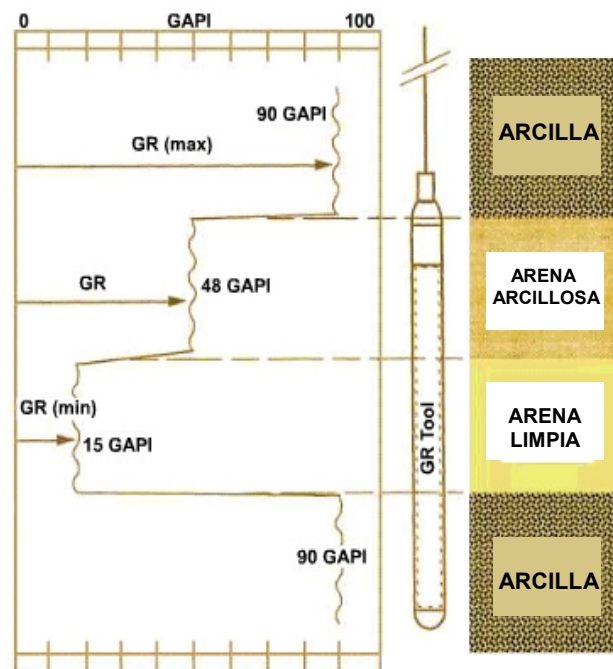 0 GAPI 100
90 GAPI
GR (max)
ARCILLA
GR
48 GAPI
ARENA
ARCILLOSA
GR (min)
15 GAPI
GR Tool
ARENA
LIMPIA
90 GAPI
ARCILLA